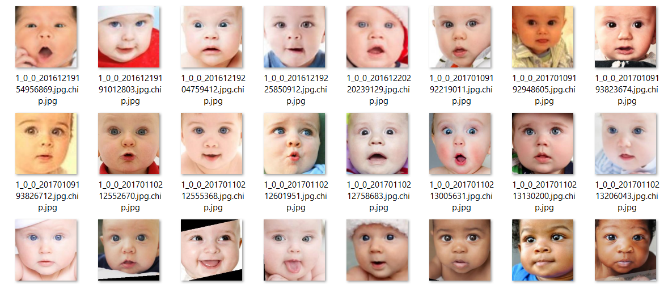 1_0_0_201612191 1_0_0_201612191 1_0_0_201612192 1_0_0_201612192 1_0_0_201612202 1_0_0_201701091 1_0_0_201701091 1_0_0_201701091
54956869.jpg.chi 91012803.jpg.chi 04759412.jpg.chi 25850912.jpg.chi 20239129.jpg.chi 92219011.jpg.chi 92948605.jpg.chi 93823674.jpg.chi
p.jpg p.jpg p.jpg p.jpg p.jpg p.jpg p.jpg p.jpg
1_0_0_201701091 1_0_0_201701102 1_0_0_201701102 1_0_0_201701102 1_0_0_201701102 1_0_0_201701102 1_0_0_201701102 1_0_0_201701102
93826712.jpg.chi 12552670.jpg.chi 12555368.jpg.chi 12601951.jpg.chi 12758683.jpg.chi 13005631.jpg.chi 13130200.jpg.chi 13206043.jpg.chi
p.jpg p.jpg p.jpg p.jpg p.jpg p.jpg p.jpg p.jpg